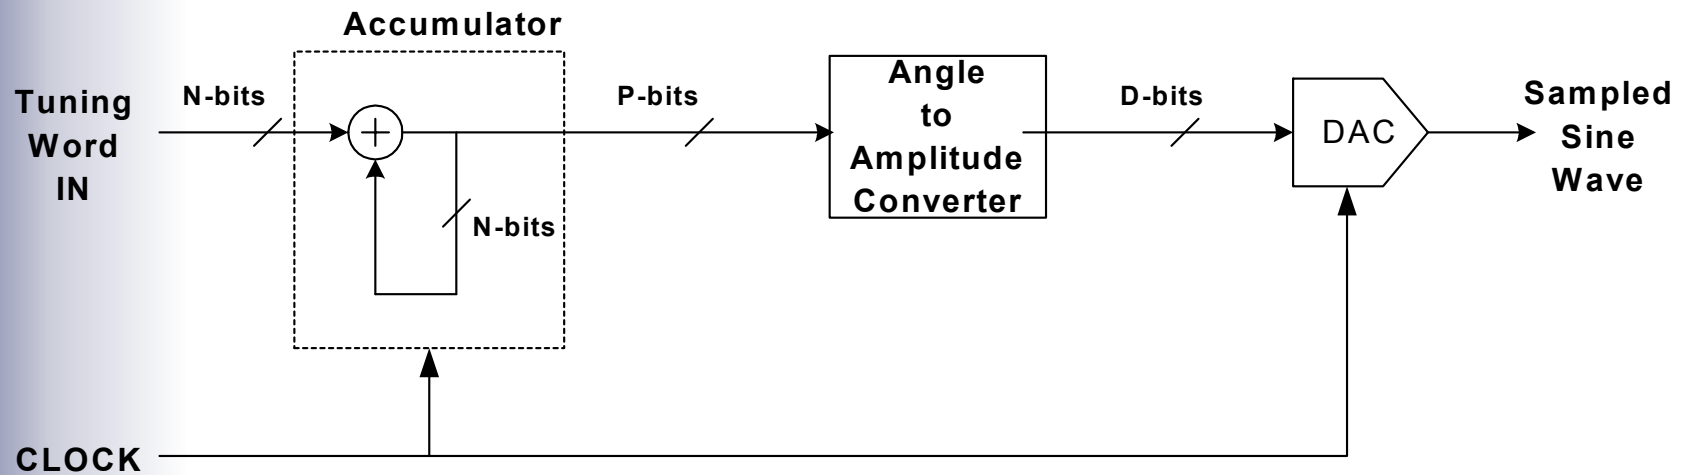 Accumulator
Tuning
Word
IN
N-bits
+
N-bits
P-bits
Angle
to
Amplitude
Converter
D-bits
DAC
Sampled
Sine
Wave
CLOCK